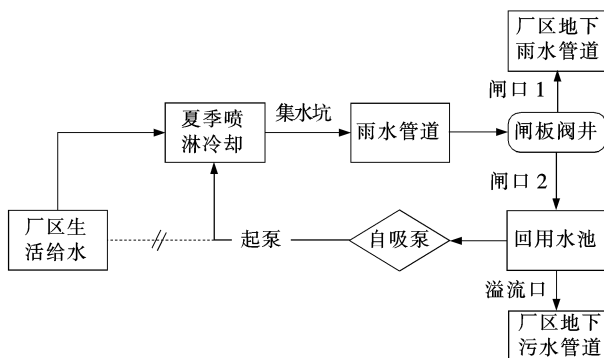 厂区地下
雨水管道
闸口 1
夏季喷
淋冷却
集水坑
雨水管道
闸板阀井
闸口 2
厂区生
活给水
起泵
自吸泵
回用水池
溢流口
厂区地下
污水管道